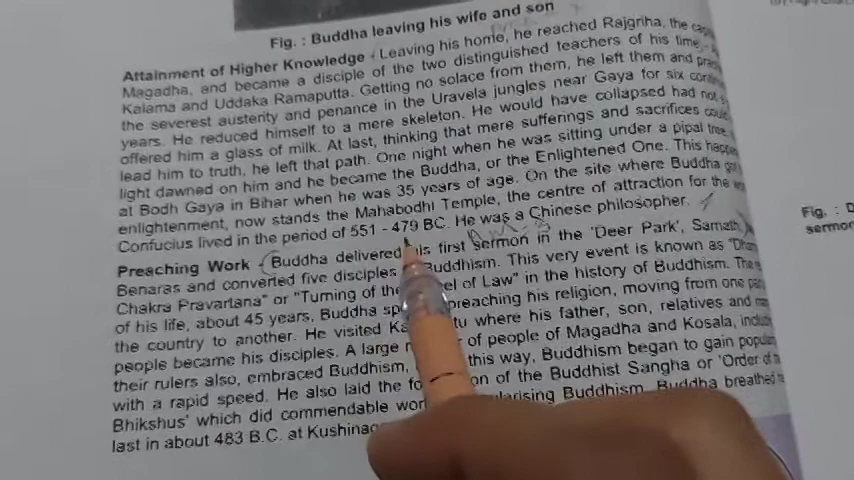 Fig. : Buddha leaving his wife and son
Attainment of Higher Knowledge - Leaving his home, he reached Rajgriha, the
Magadha, and became a disciple of the two distinguished teachers of his time,
Kalama and Uddaka Ramaputta. Getting no solace from them, he left them and
the severest austerity and penance in the Uravela jungles near Gaya for six
years. He reduced himself to a mere skeleton. He would have collapsed had not
offered him a glass of milk. At last, thinking that mere sufferings and sacrifices could
lead him to truth, he left that path. One night when he was sitting under a pipal tree
light dawned on him and he became the Buddha, or the Enlightened One. This
at Bodh Gaya in Bihar when he was 35 years of age. On the site where Buddha
enlightenment, now stands the Mahabodhi Temple, the centre of attraction for the
Confucius lived in the period of 551 - 479 BC. He was a Chinese philosopher.
Preaching Work - Buddha delivered his first sermon in the 'Deer Park', Sarnath
Benaras and converted five disciples Buddhism. This very event is known as
Chakra Pravartana" or "Turning of the of Law" in the history of Buddhism. The
of his life, about 45 years, Buddha preaching his religion, moving from one
the country to another. He visited where his father, son, relatives and
people became his disciples. A large of people of Magadha and Kosala,
their rulers also, embraced Buddhism, this way, Buddhism began to gain
with a rapid speed. He also laid the of the Buddhist Sangha or 'Order of
Bhikshus' which did commendable Buddhism. Buddha breathed
last in about 483 B.C. at
Fig. :
sermon